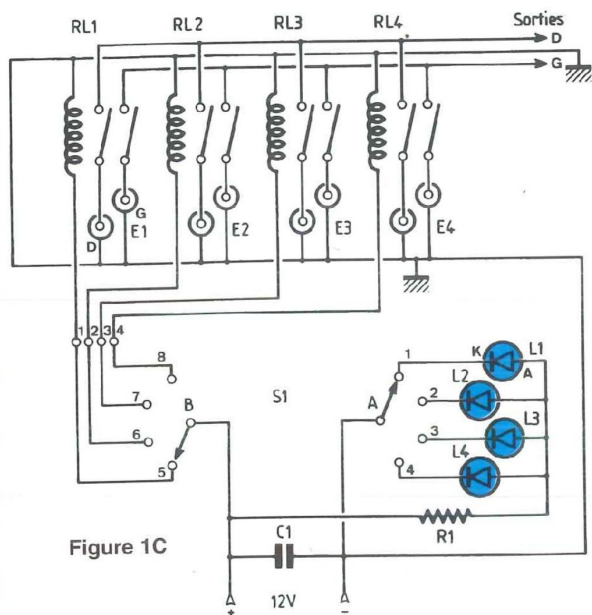 RL1 RL2 RL3 RL4 Sorties
D
G
G
D E1 E2 E3 E4
1 2 3 4
8
7
B
6
5
S1
1 K L1
A
L2
A 2
L3
3
L4
4
R1
Figure 1C
C1
+ 12V -